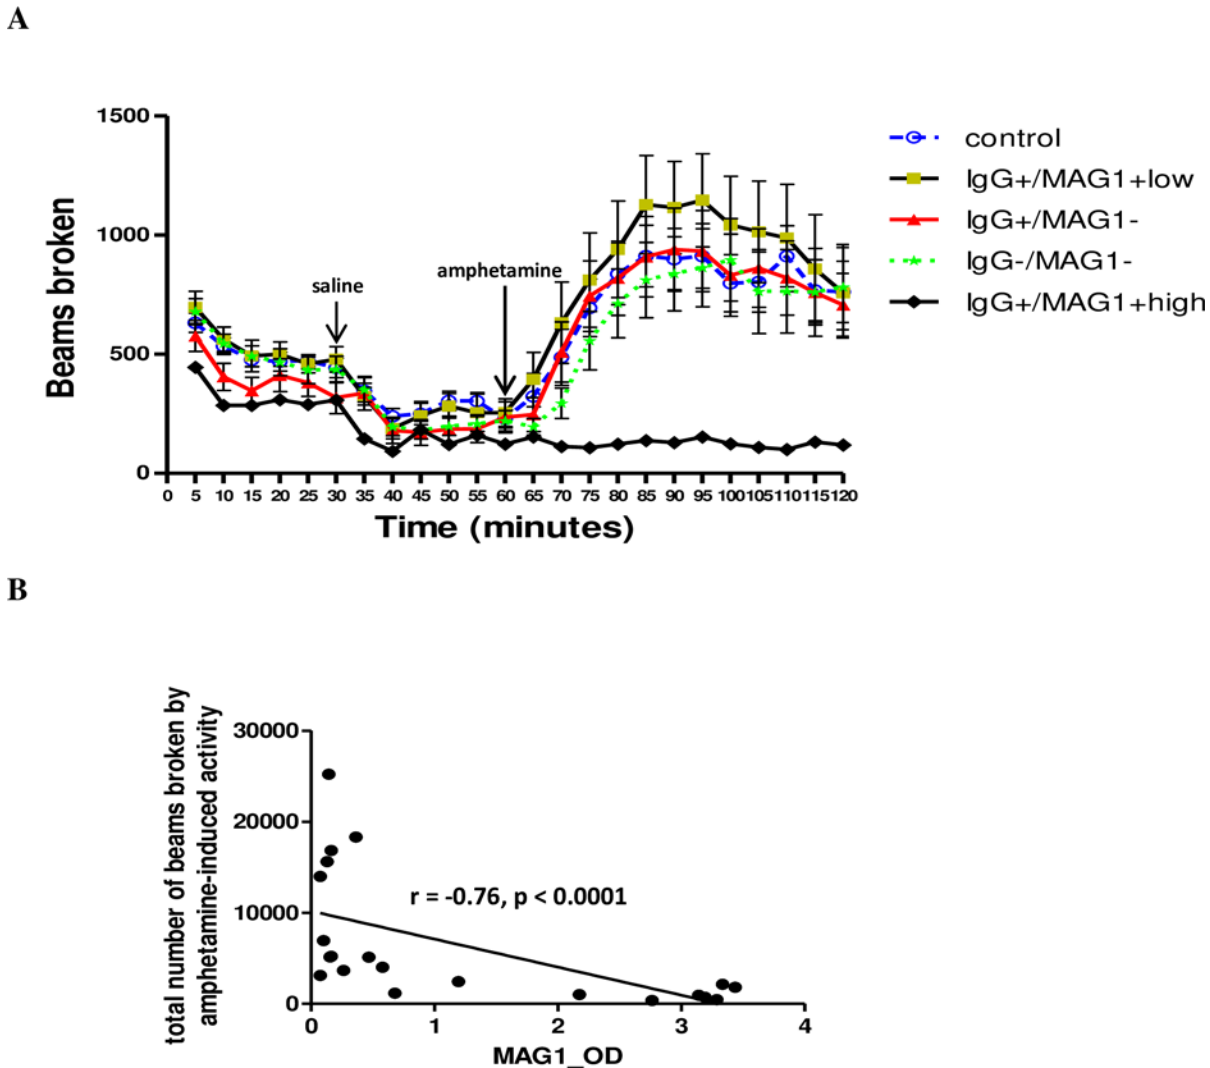 A
1500
1000
500
0
Beams broken
saline
amphetamine
0 5 10 15 20 25 30 35 40 45 50 55 60 65 70 75 80 85 90 95 100 105 110 115 120
Time (minutes)
control
IgG+/MAG1+low
IgG+/MAG1-
IgG-/MAG1-
IgG+/MAG1+high
B
total number of beams broken by
amphetamine-induced activity
30000
20000
10000
0
r = -0.76, p < 0.0001
0 1 2 3 4
MAG1_OD